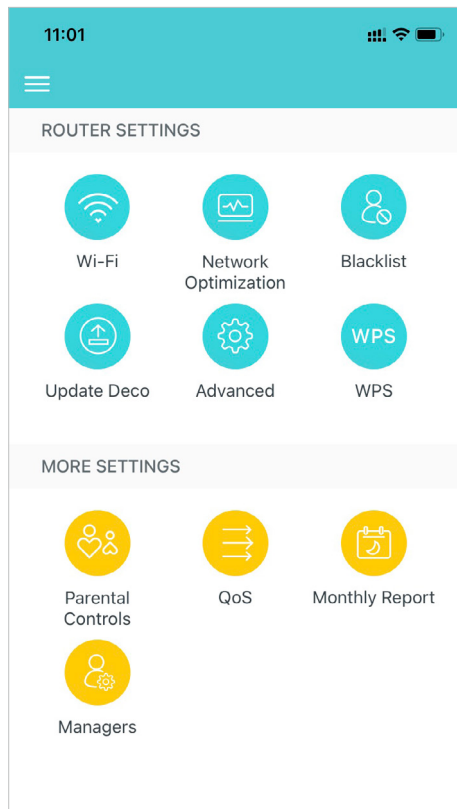 11:01
ROUTER SETTINGS
Wi-Fi
Network
Optimization
Blacklist
Update Deco
Advanced
WPS
WPS
MORE SETTINGS
Parental
Controls
QoS
Monthly Report
Managers